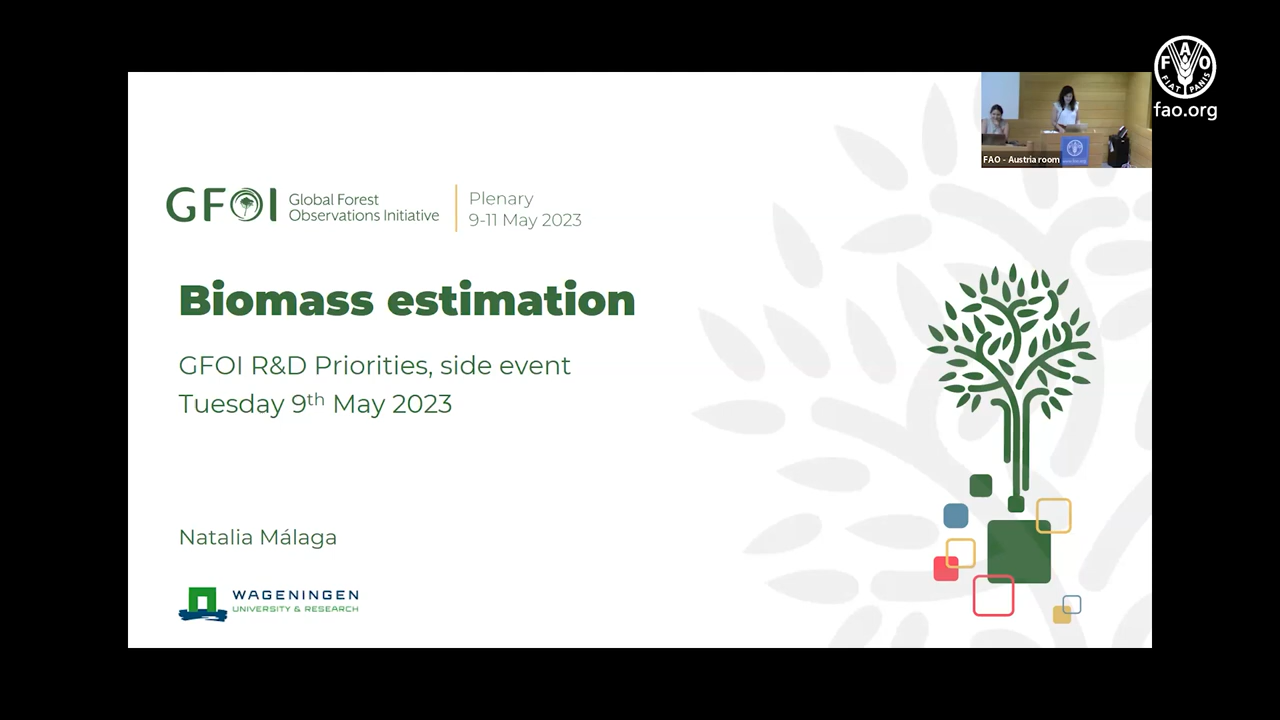 FAO
FIAT PANIS
fao.org
FAO - Austria room
GFOI
Global Forest
Observations Initiative
Plenary
9-11 May 2023
Biomass estimation
GFOI R&D Priorities, side event
Tuesday 9th May 2023
Natalia Málaga
WAGENINGEN
UNIVERSITY & RESEARCH